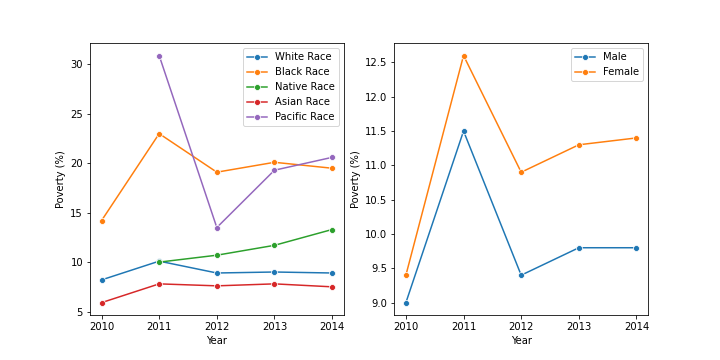 30
25
20
15
10
5
Poverty (%)
2010 2011 2012 2013 2014
Year
White Race
Black Race
Native Race
Asian Race
Pacific Race
12.5
12.0
11.5
11.0
10.5
10.0
9.5
9.0
Poverty (%)
2010 2011 2012 2013 2014
Year
Male
Female